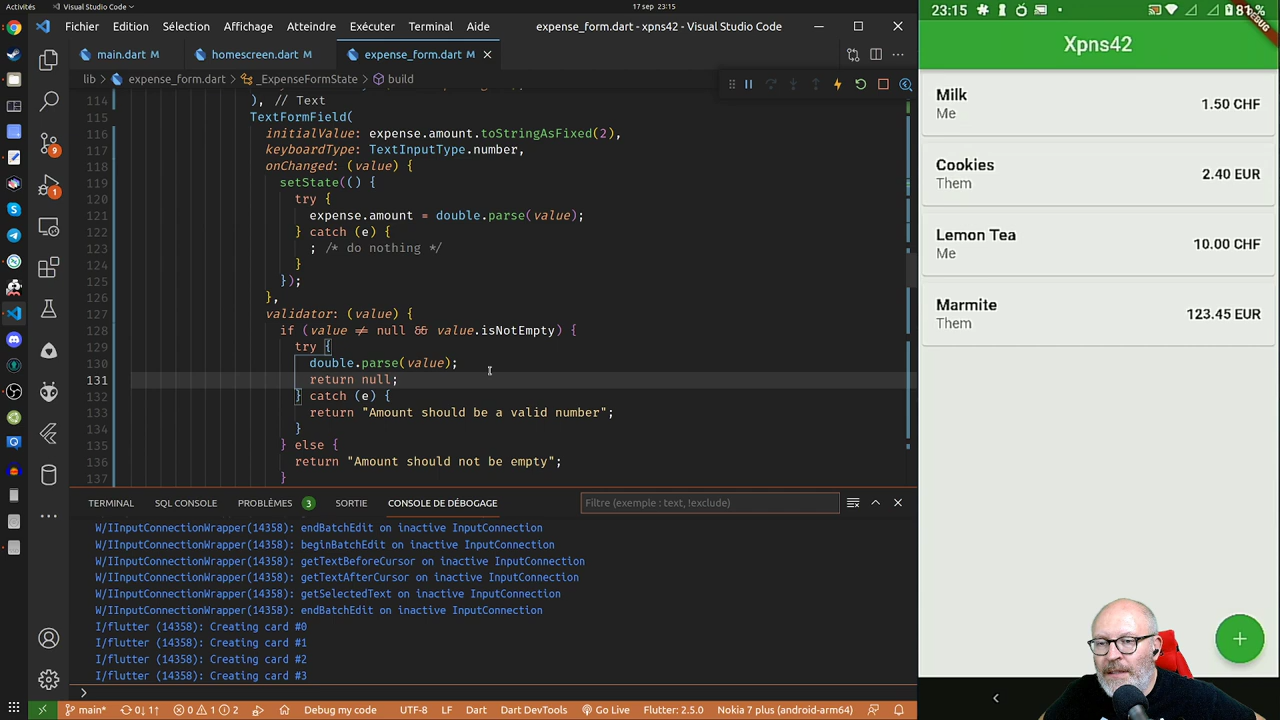 Activités
Visual Studio Code
17 sep 23:15
Fichier Edition Sélection Affichage Atteindre Exécuter Terminal Aide
expense_form.dart - xpns42 - Visual Studio Code
main.dart M
homescreen.dart M
expense_form.dart M
lib > expense_form.dart > _ExpenseFormState > build
114 ), // Text
115 TextFormField(
116 initialValue: expense.amount.toStringAsFixed(2),
117 keyboardType: TextInputType.number,
118 onChanged: (value) {
119 setState(() {
120 try {
121 expense.amount = double.parse(value);
122 } catch (e) {
123 ; /* do nothing */
124 }
125 });
126 },
127 validator: (value) {
128 if (value ≠ null && value.isNotEmpty) {
129 try {
130 double.parse(value);
131 return null;
132 } catch (e) {
133 return "Amount should be a valid number";
134 }
135 } else {
136 return "Amount should not be empty";
137 }
9
1
TERMINAL SQL CONSOLE PROBLÈMES 3 SORTIE CONSOLE DE DÉBOGAGE
Filtre (exemple : text, !exclude)
W/IInputConnectionWrapper(14358): endBatchEdit on inactive InputConnection
W/IInputConnectionWrapper(14358): beginBatchEdit on inactive InputConnection
W/IInputConnectionWrapper(14358): getTextBeforeCursor on inactive InputConnection
W/IInputConnectionWrapper(14358): getTextAfterCursor on inactive InputConnection
W/IInputConnectionWrapper(14358): getSelectedText on inactive InputConnection
W/IInputConnectionWrapper(14358): endBatchEdit on inactive InputConnection
I/flutter (14358): Creating card #0
I/flutter (14358): Creating card #1
I/flutter (14358): Creating card #2
I/flutter (14358): Creating card #3
main* 0↓ 1↑ 0 1 2 Debug my code UTF-8 LF Dart Dart DevTools Go Live Flutter: 2.5.0 Nokia 7 plus (android-arm64)
23:15
81 %
DEBUG
Xpns42
Milk
Me
1.50 CHF
Cookies
Them
2.40 EUR
Lemon Tea
Me
10.00 CHF
Marmite
Them
123.45 EUR